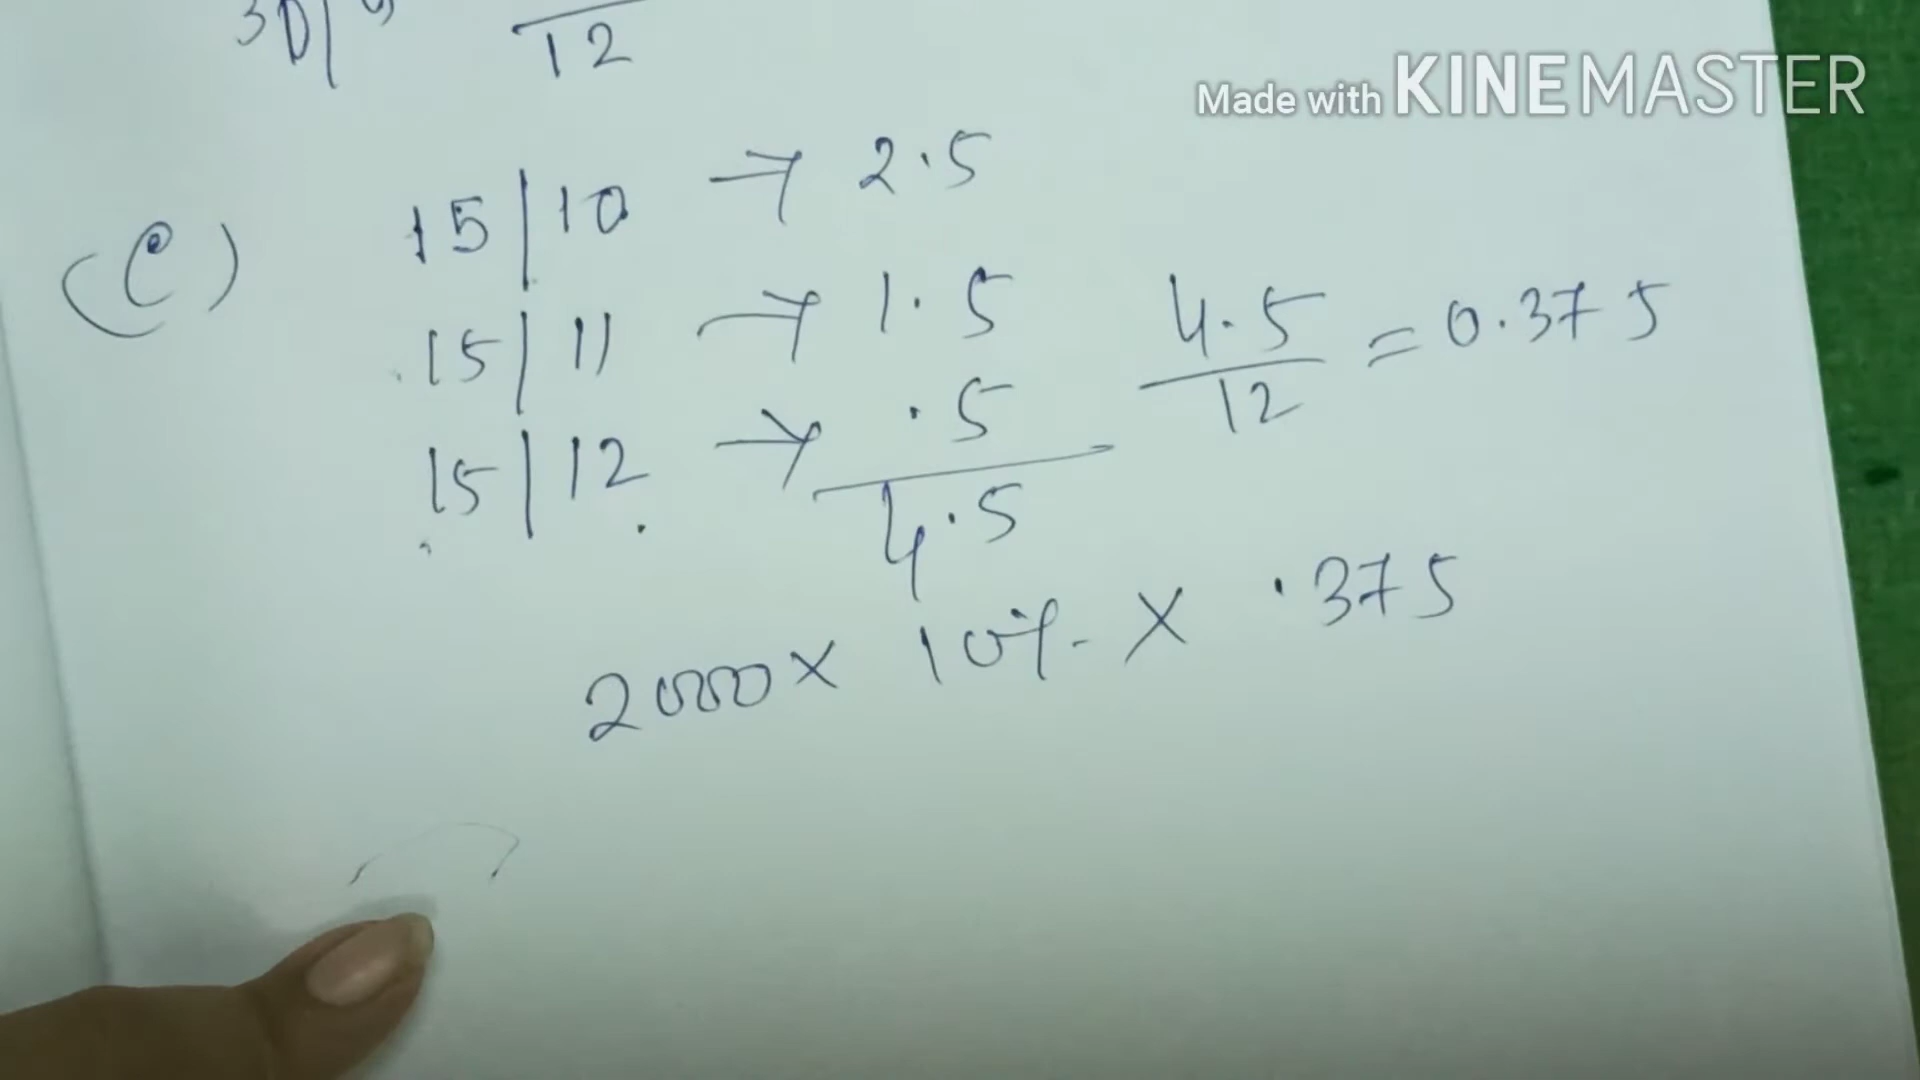 12
Made with KINEMASTER
15/10 → 2.5
(C)
15/11 → 1.5
4.5/12 = 0.375
15/12 → .5
4.5
2000 x 10% x .375